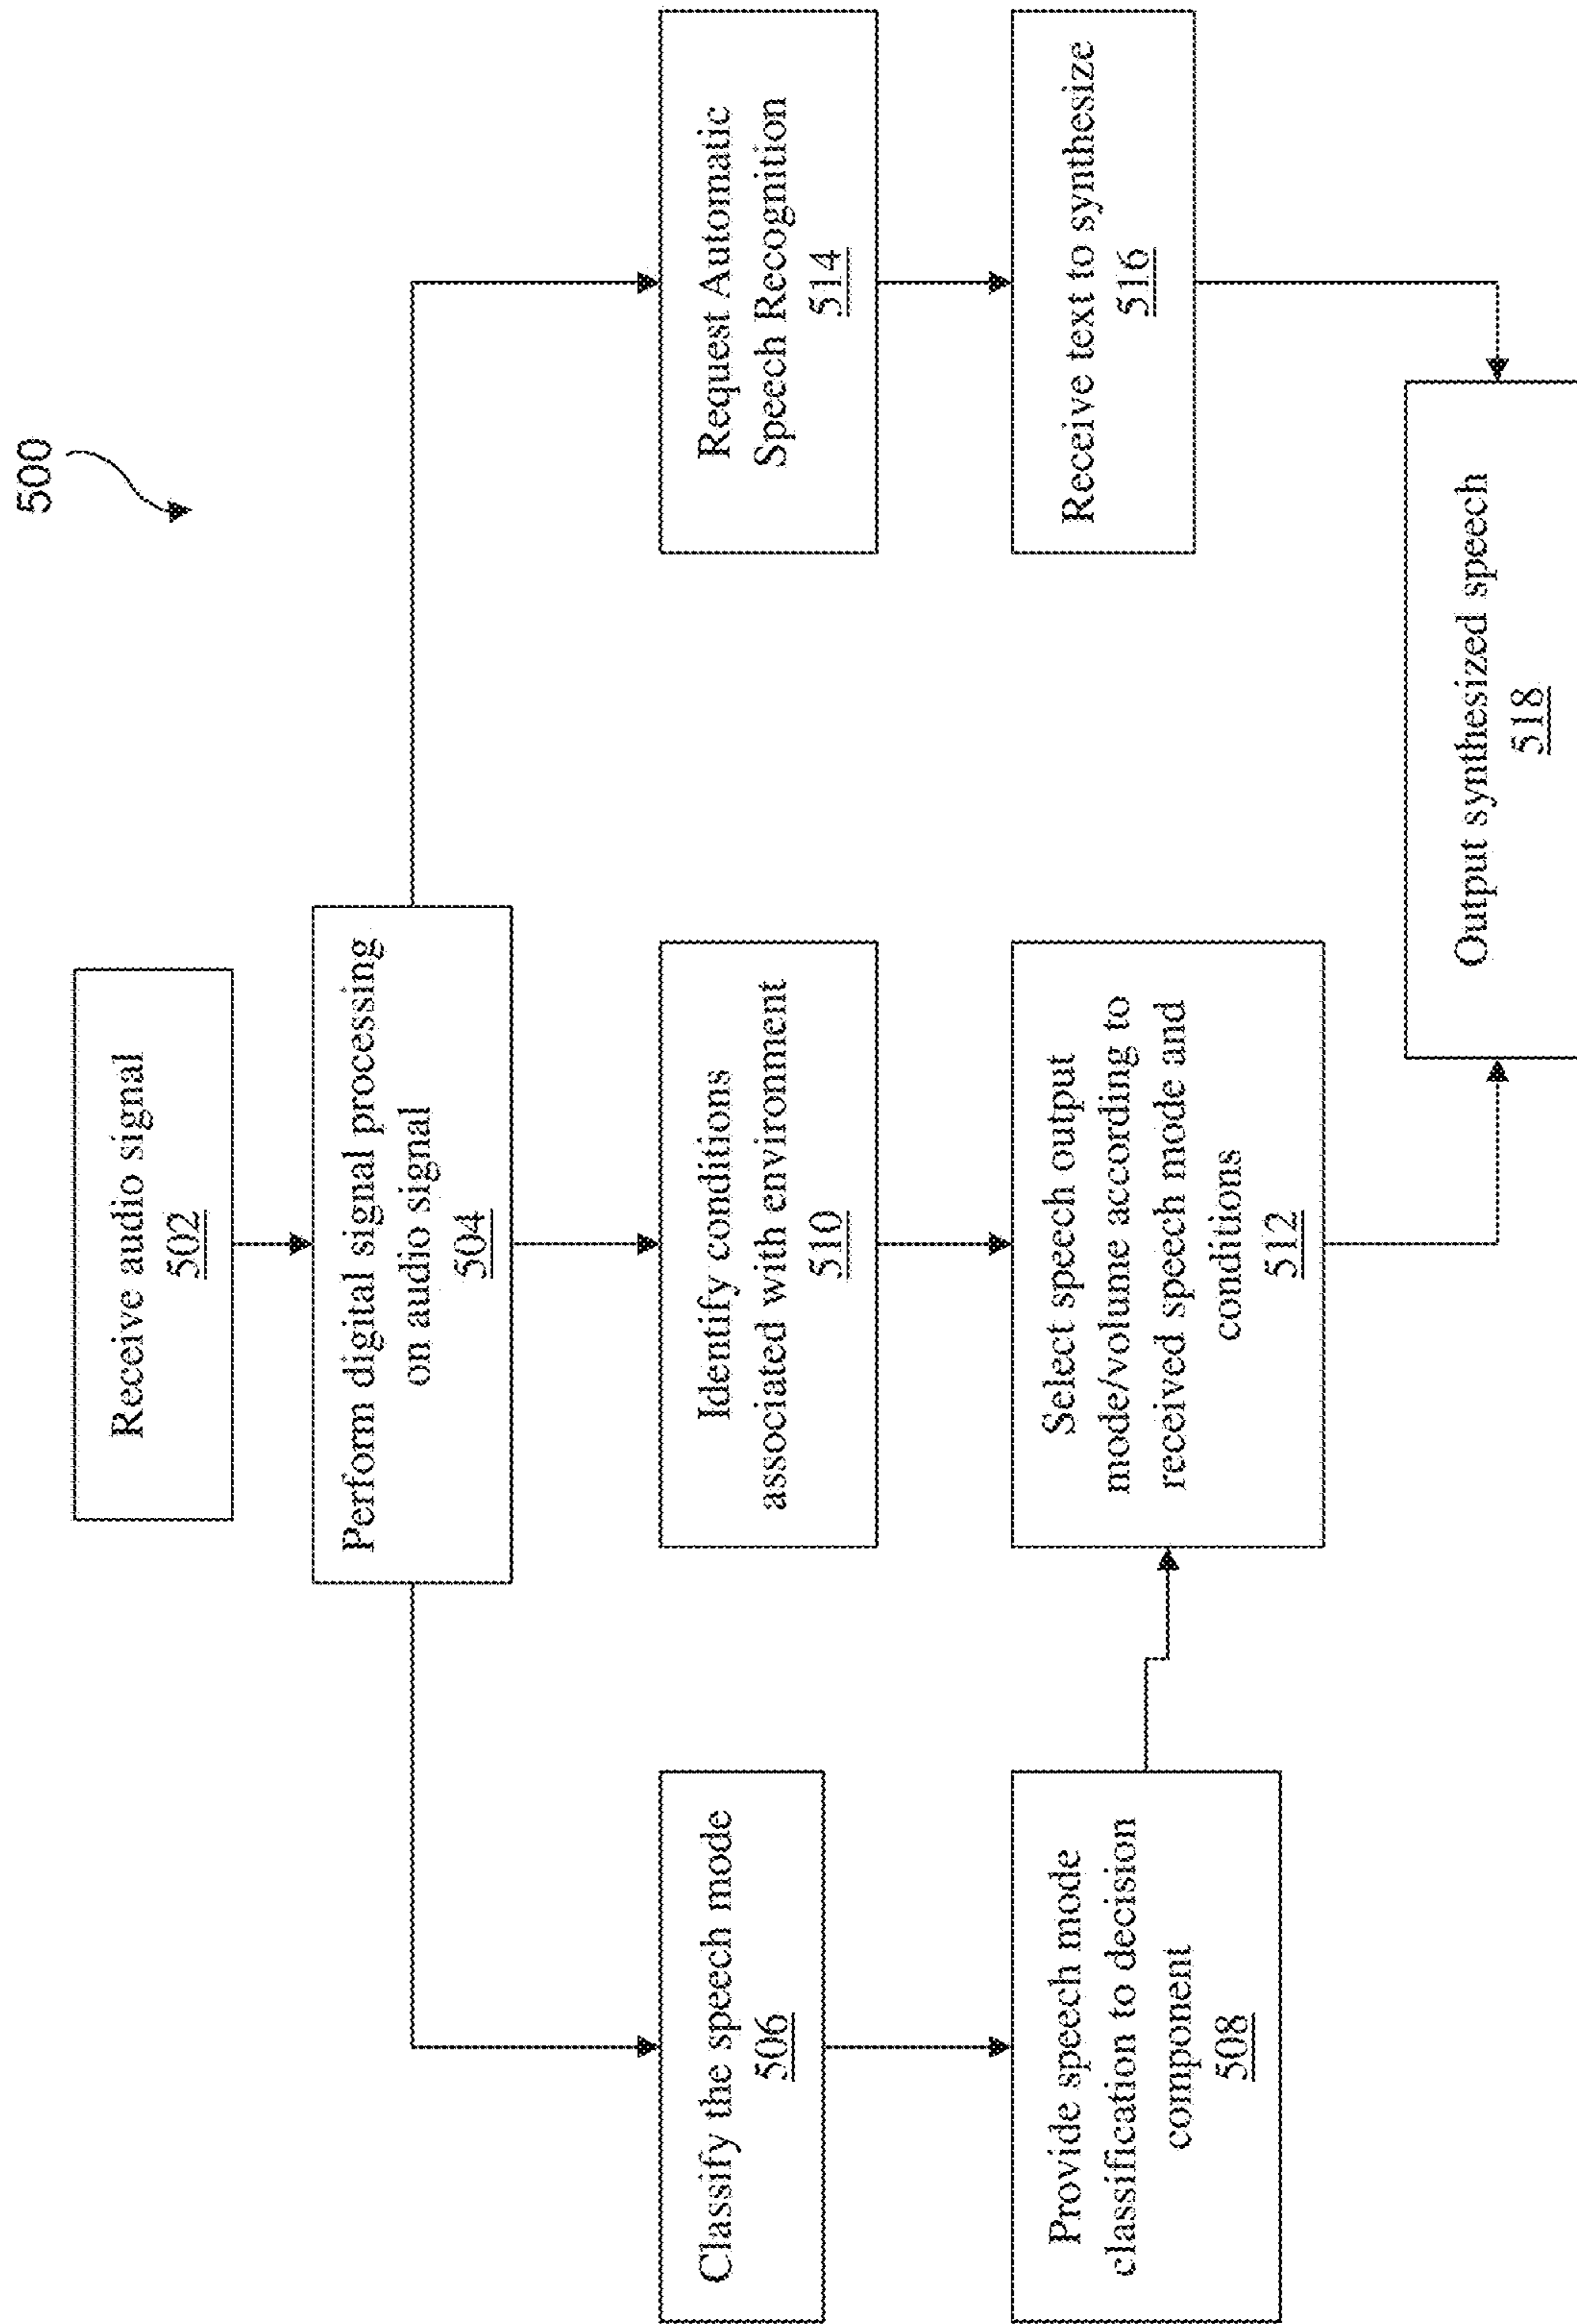 500
Receive audio signal
502
Perform digital signal processing
on audio signal
504
Classify the speech mode
506
Identify conditions
associated with environment
510
Request Automatic
Speech Recognition
514
Provide speech mode
classification to decision
component
508
Select speech output
mode/volume according to
received speech mode and
conditions
512
Receive text to synthesize
516
Output synthesized speech
518